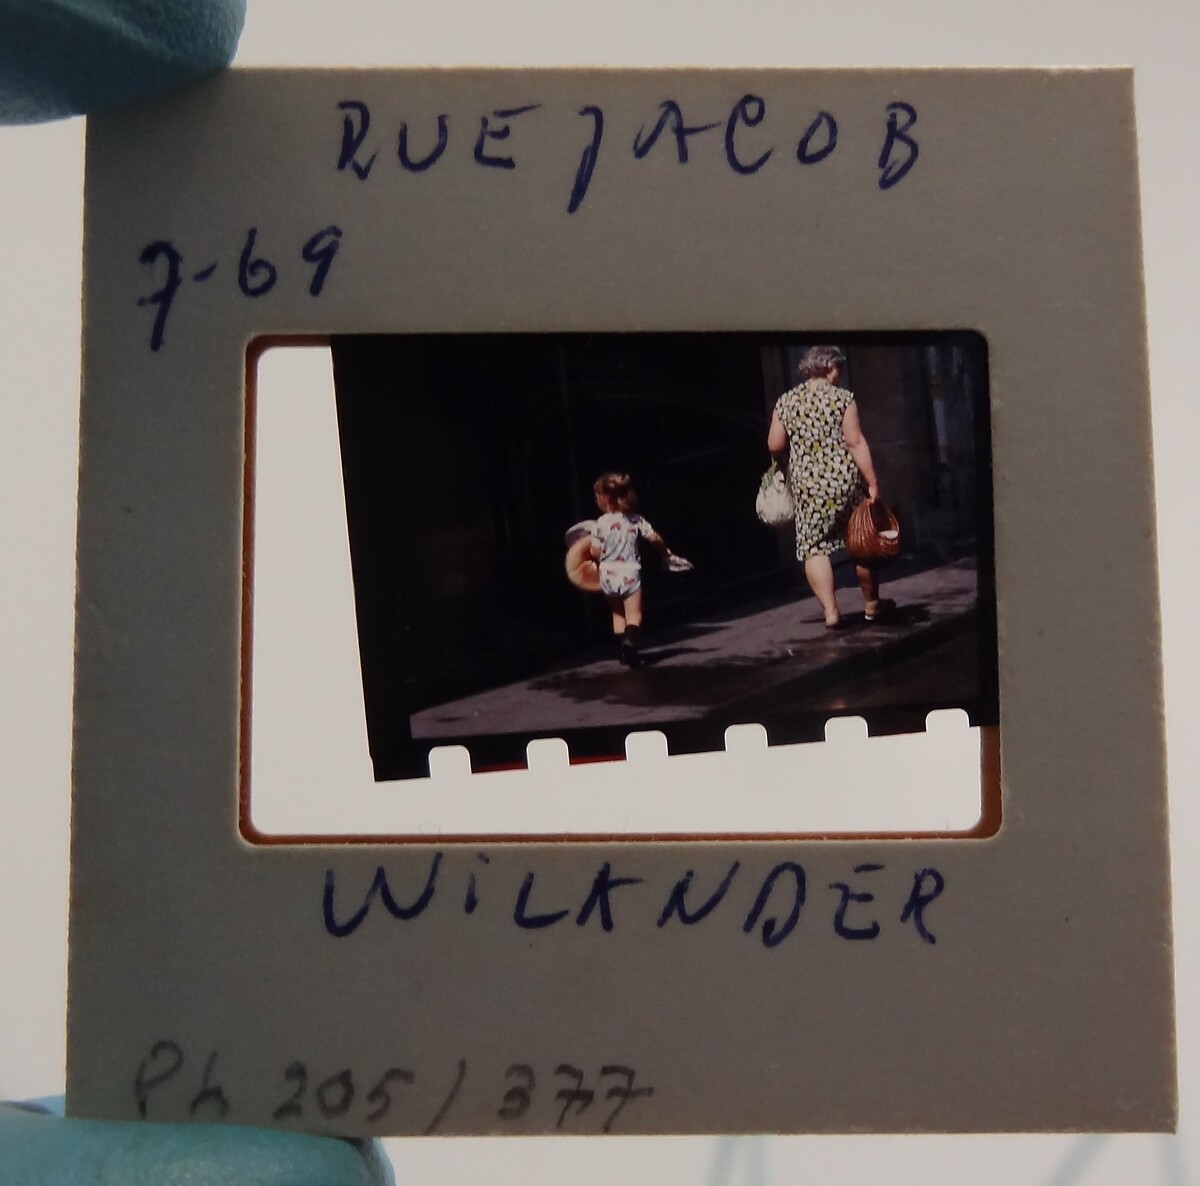 RUE JACOB
7-69
WiLANDER
Ph 205/377